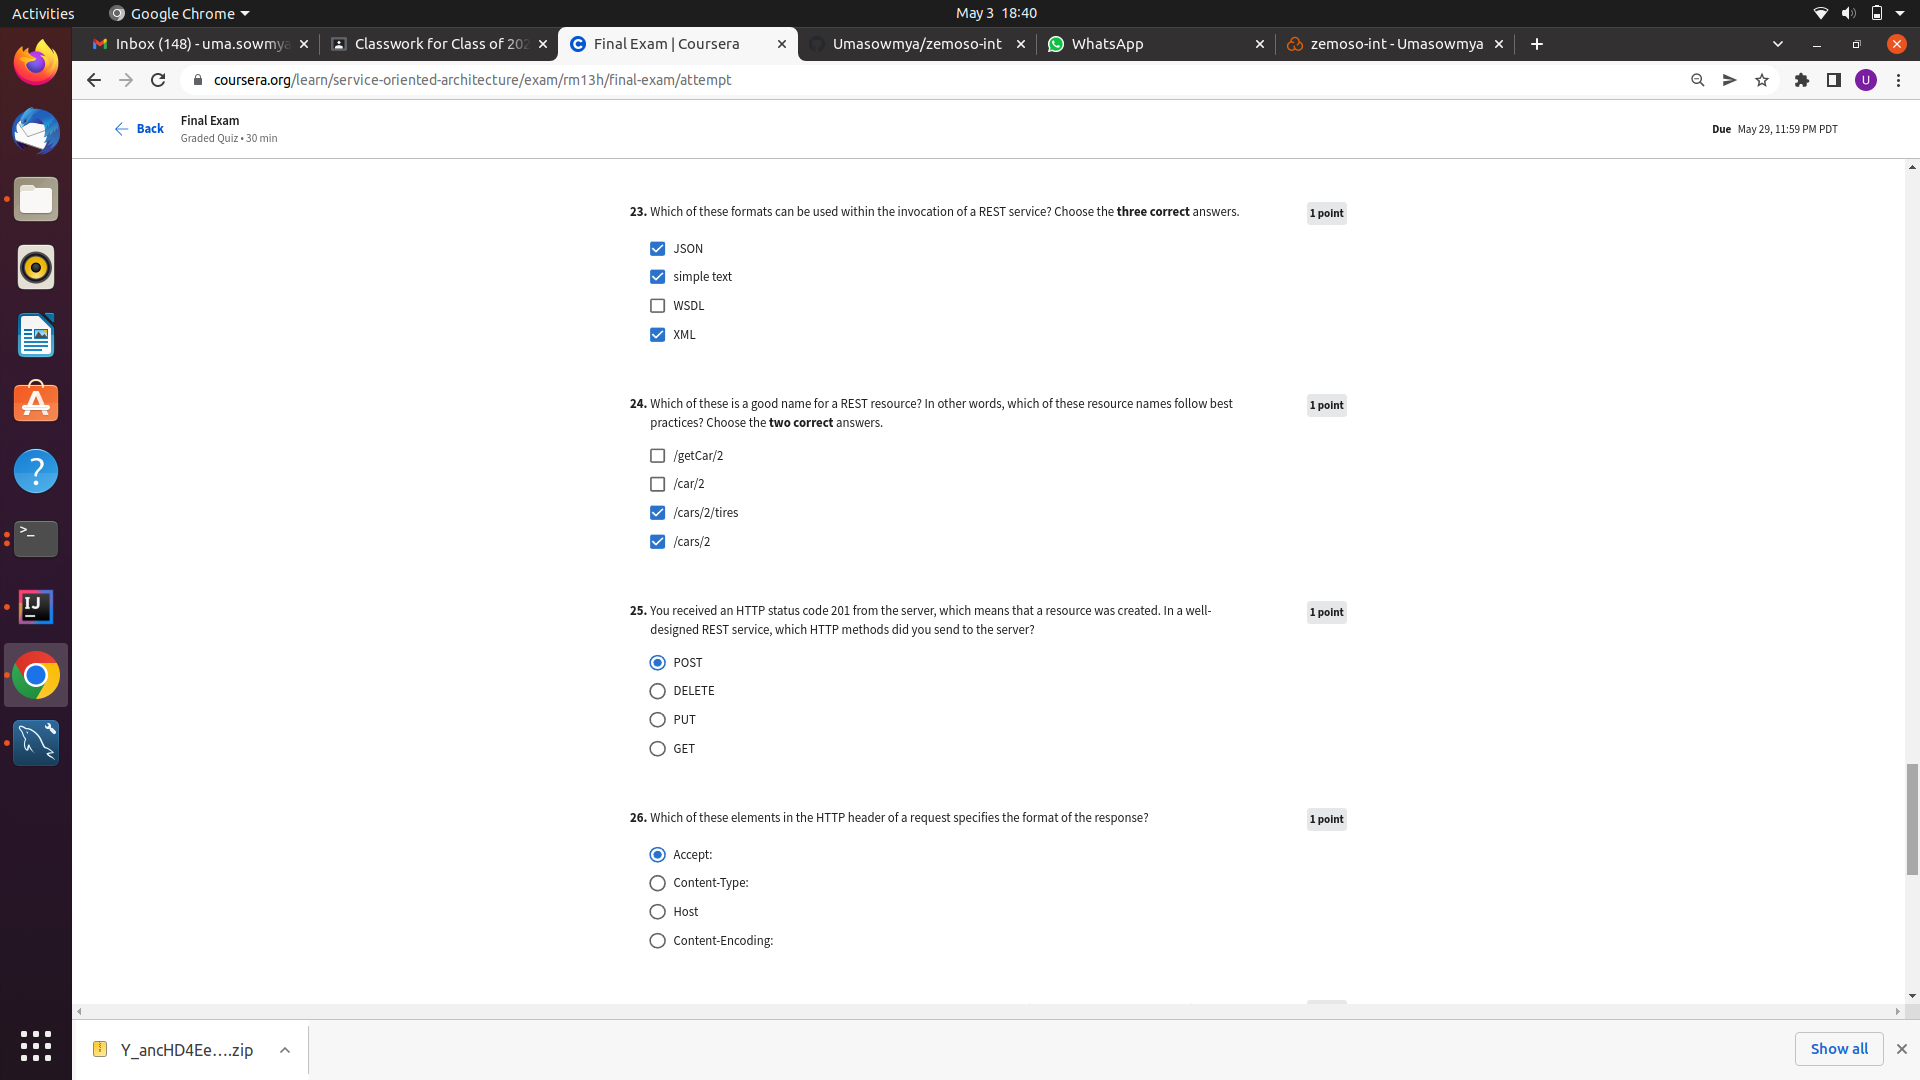 Activities
Google Chrome
May 3 18:40
Inbox (148) - uma.sowmya
Classwork for Class of 202
Final Exam | Coursera
Umasowmya/zemoso-int
WhatsApp
zemoso-int - Umasowmya
coursera.org/learn/service-oriented-architecture/exam/rm13h/final-exam/attempt
U
Back
Final Exam
Graded Quiz • 30 min
Due May 29, 11:59 PM PDT
23. Which of these formats can be used within the invocation of a REST service? Choose the three correct answers.
1 point
JSON
simple text
WSDL
XML
24. Which of these is a good name for a REST resource? In other words, which of these resource names follow best
practices? Choose the two correct answers.
1 point
/getCar/2
/car/2
/cars/2/tires
/cars/2
25. You received an HTTP status code 201 from the server, which means that a resource was created. In a well-
designed REST service, which HTTP methods did you send to the server?
1 point
POST
DELETE
PUT
GET
26. Which of these elements in the HTTP header of a request specifies the format of the response?
1 point
Accept:
Content-Type:
Host
Content-Encoding:
Y_ancHD4Ee....zip
Show all